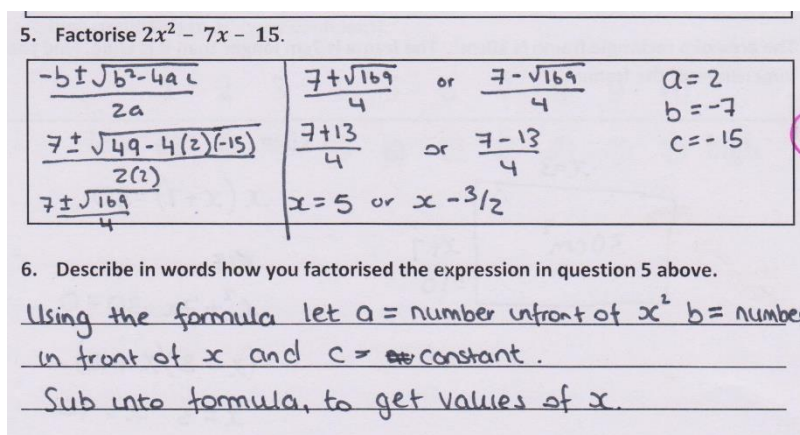 5. Factorise 2x² – 7x – 15.
-b ± √b²-4ac / 2a
7 ± √49 - 4(2)(-15) / 2(2)
7 ± √169 / 4
7 + √169 / 4 or 7 - √169 / 4
7 + 13 / 4 or 7 - 13 / 4
x = 5 or x - 3/2
a = 2
b = -7
c = -15
6. Describe in words how you factorised the expression in question 5 above.
Using the formula let a = number infront of x² b = numbe
in front of x and c = constant.
Sub into formula, to get values of x.